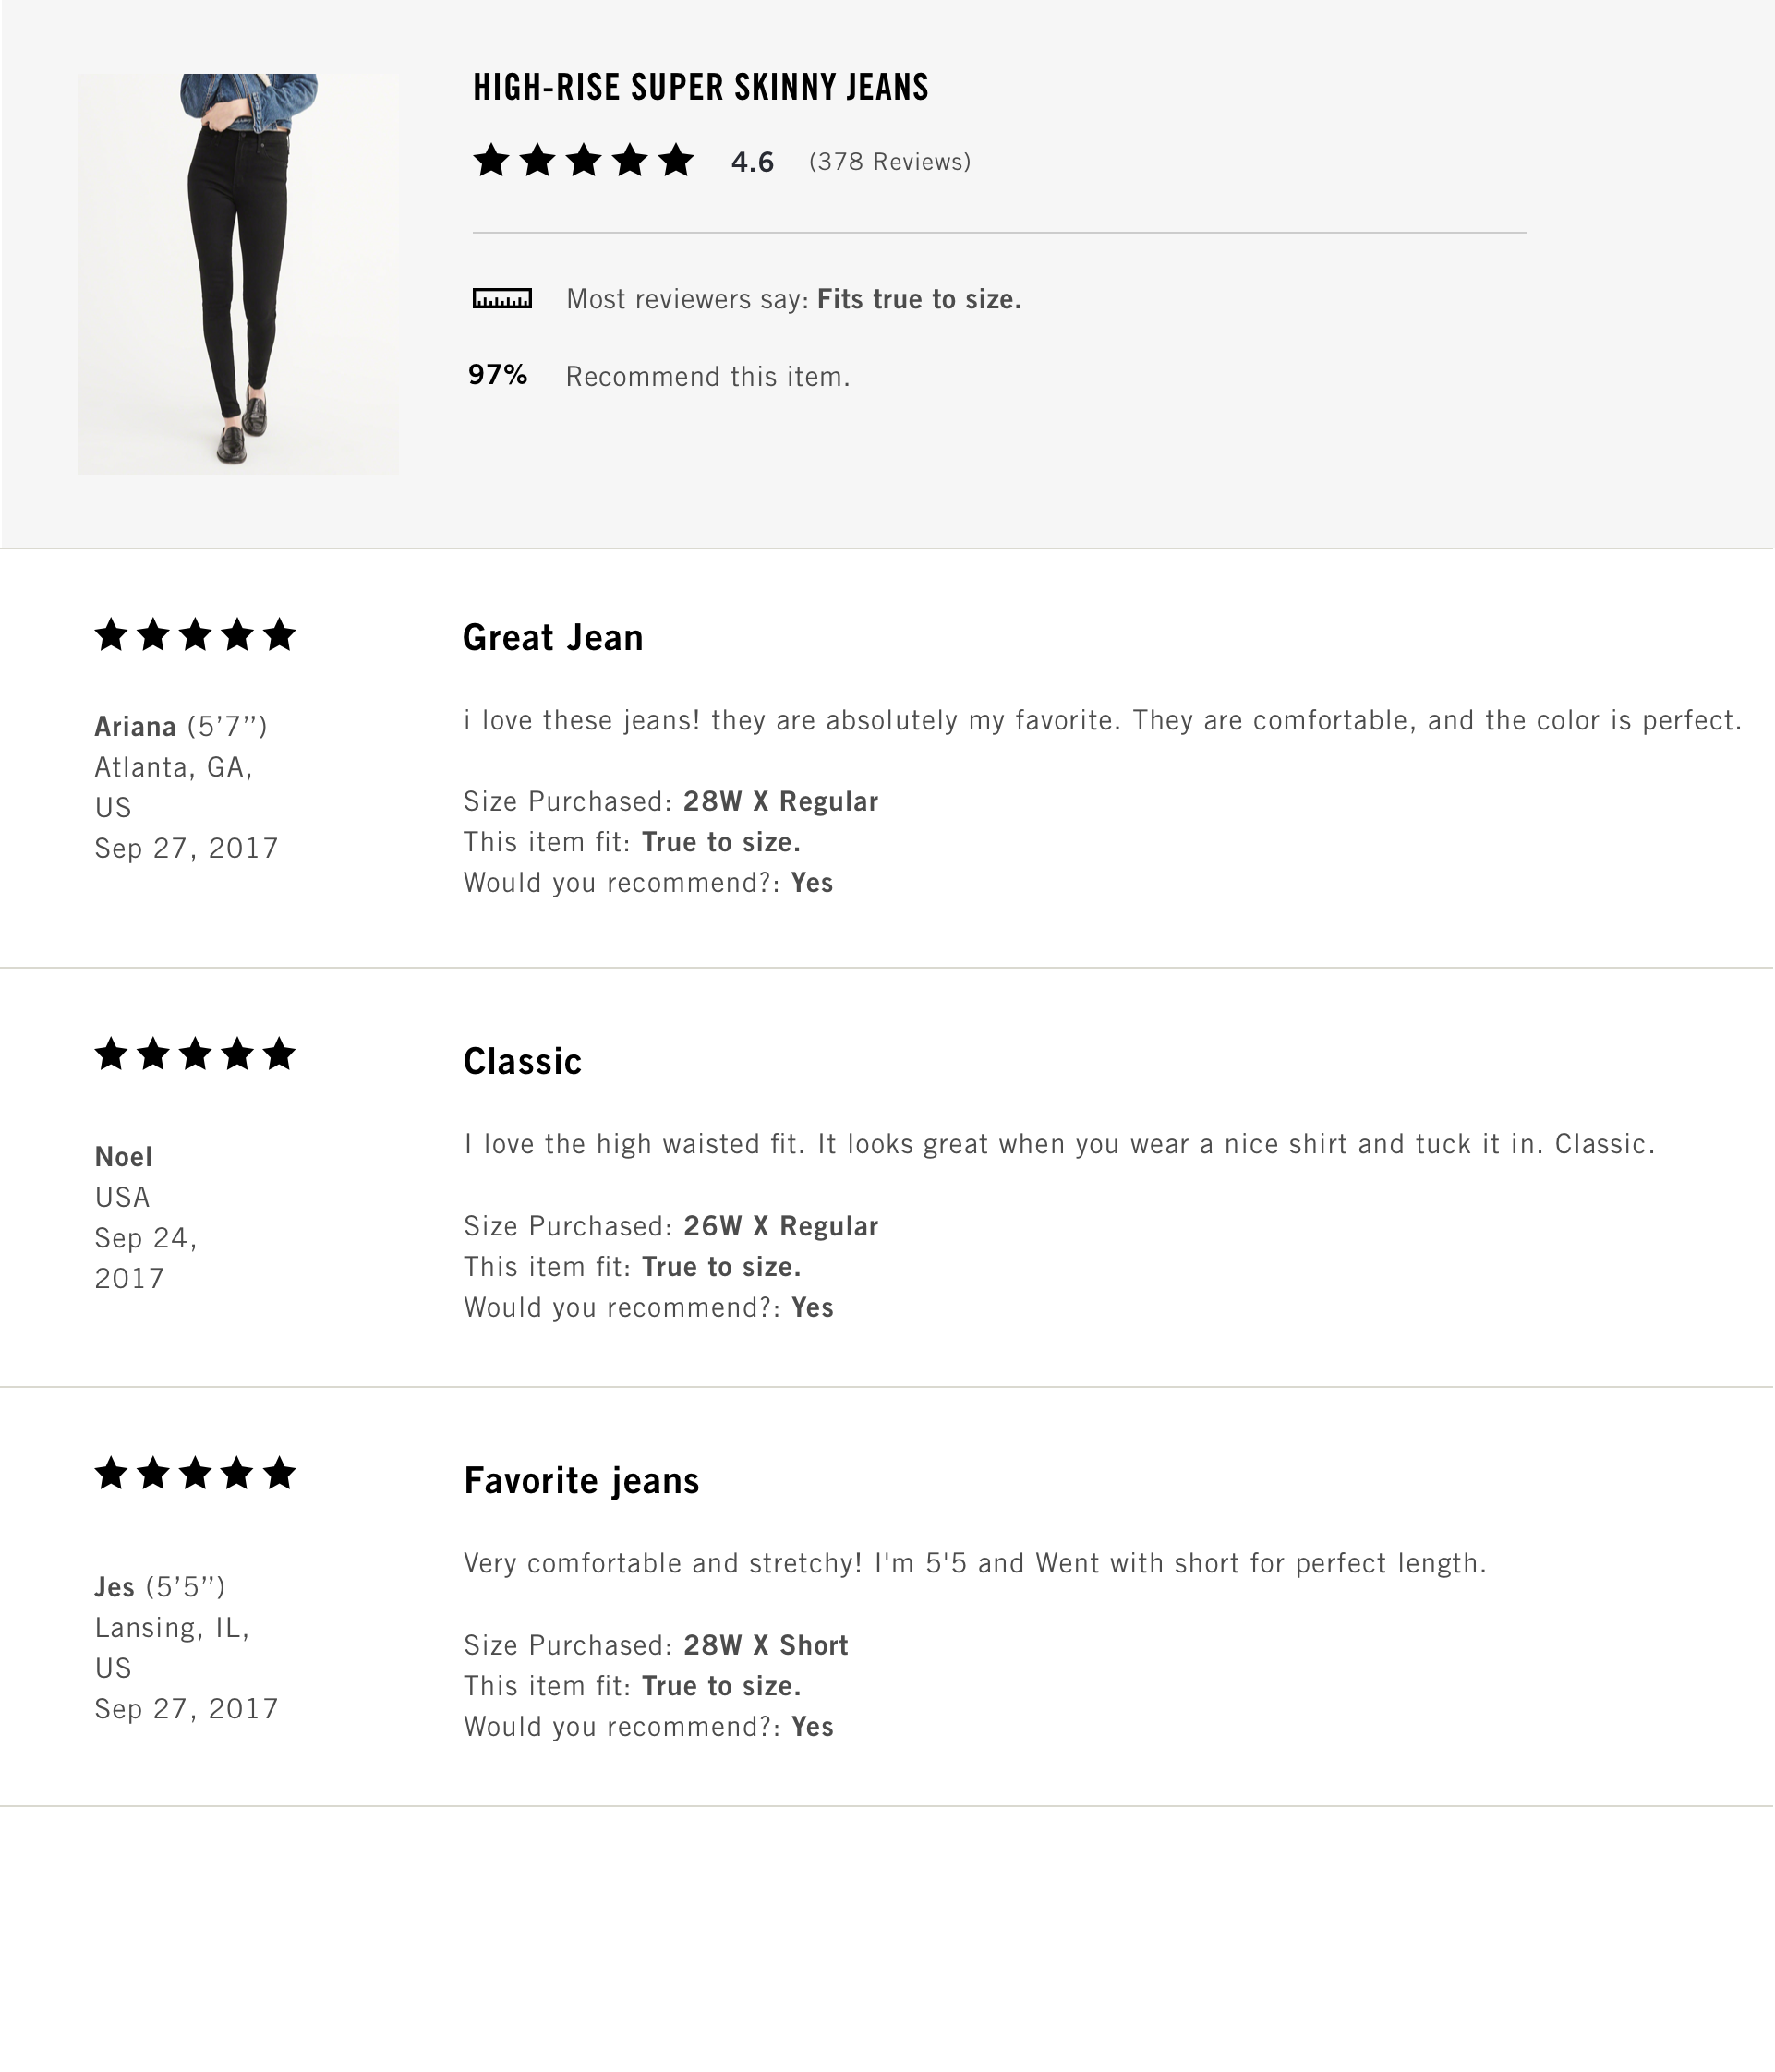 HIGH-RISE SUPER SKINNY JEANS
4.6 (378 Reviews)
Most reviewers say: Fits true to size.
97% Recommend this item.
Great Jean
Ariana (5’7’’)
Atlanta, GA,
US
Sep 27, 2017
i love these jeans! they are absolutely my favorite. They are comfortable, and the color is perfect.
Size Purchased: 28W X Regular
This item fit: True to size.
Would you recommend?: Yes
Classic
Noel
USA
Sep 24,
2017
I love the high waisted fit. It looks great when you wear a nice shirt and tuck it in. Classic.
Size Purchased: 26W X Regular
This item fit: True to size.
Would you recommend?: Yes
Favorite jeans
Jes (5’5’’)
Lansing, IL,
US
Sep 27, 2017
Very comfortable and stretchy! I'm 5'5 and Went with short for perfect length.
Size Purchased: 28W X Short
This item fit: True to size.
Would you recommend?: Yes